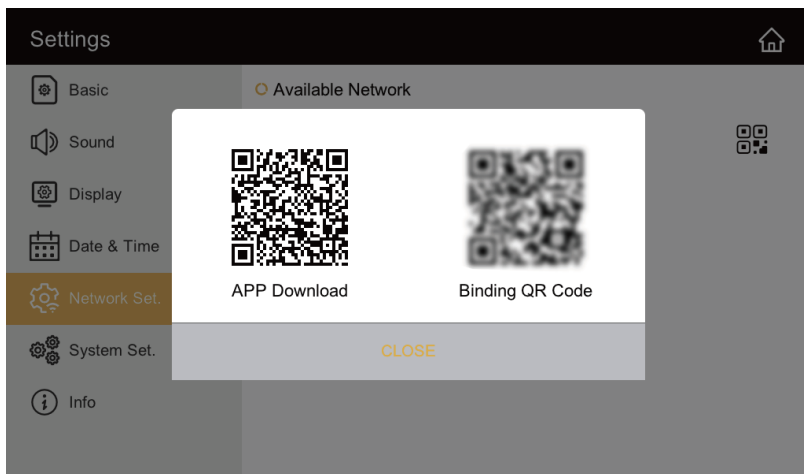 Settings
Basic
Available Network
Sound
Display
Date & Time
Network Set.
System Set.
Info
APP Download
Binding QR Code
CLOSE